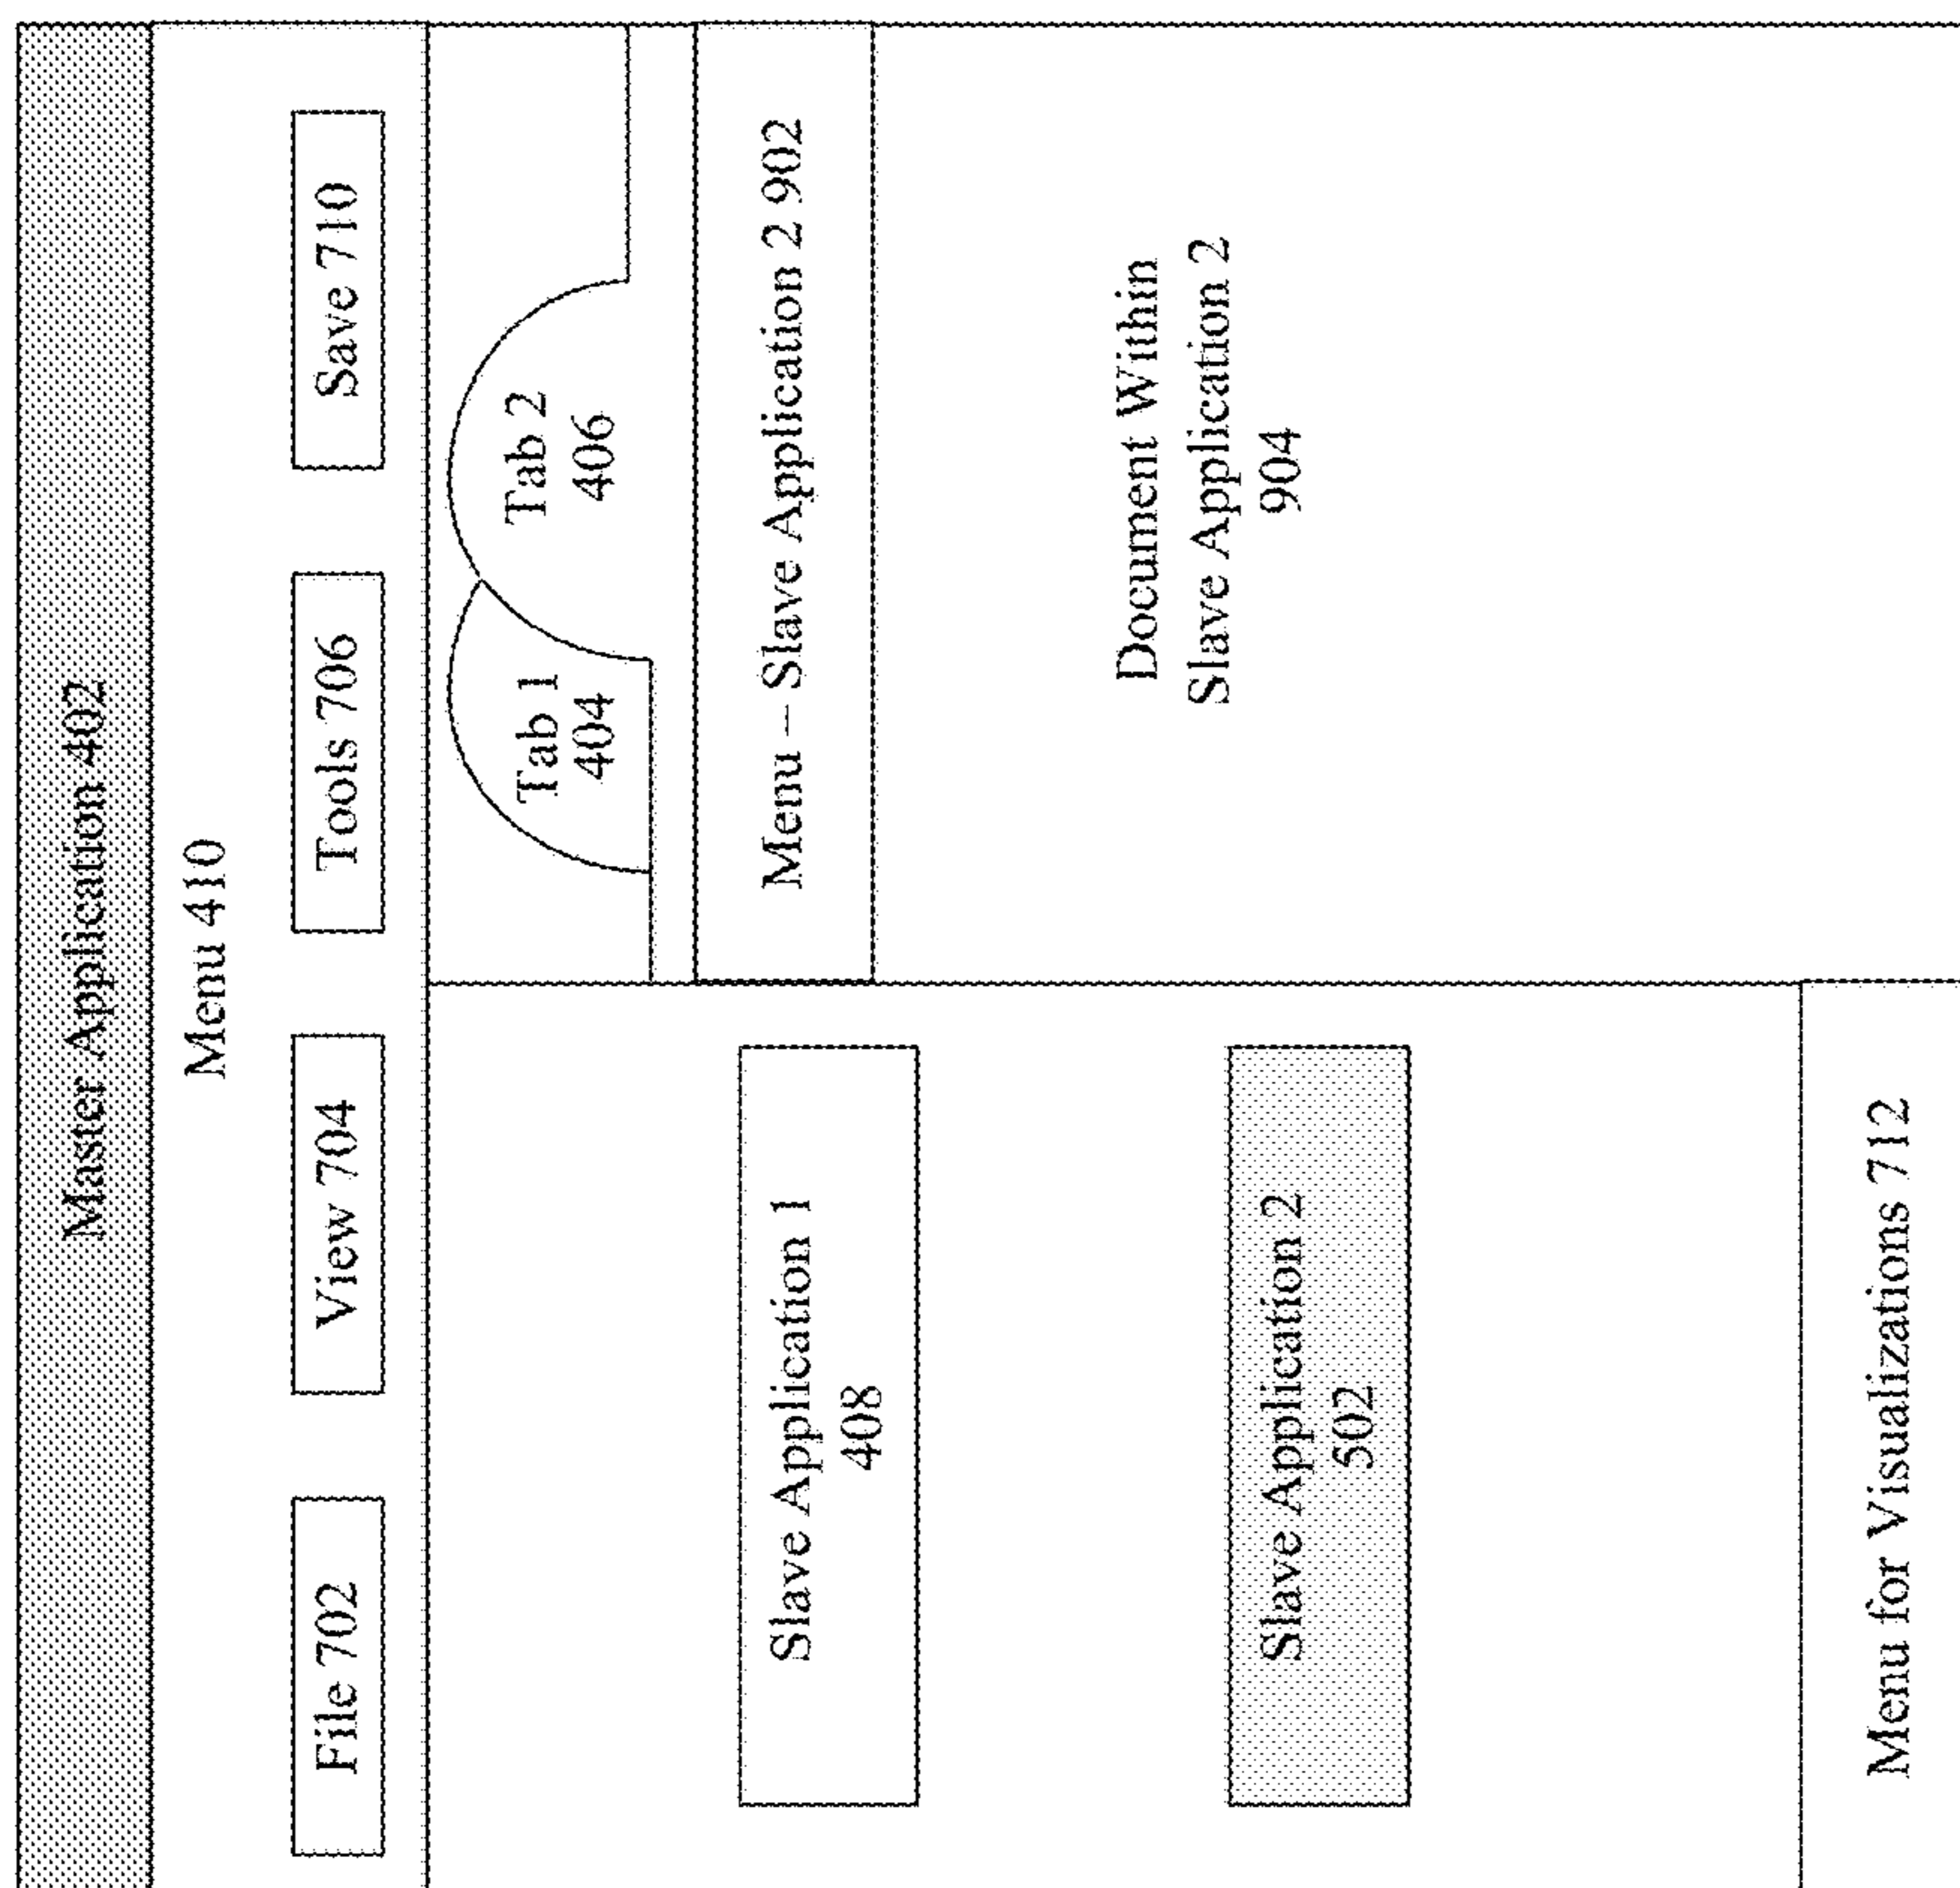 Master Application 402
Menu 410
File 702
View 704
Tools 706
Save 710
Slave Application 1
408
Slave Application 2
502
Menu for Visualizations 712
Tab 1
404
Tab 2
406
Menu – Slave Application 2 902
Document Within
Slave Application 2
904